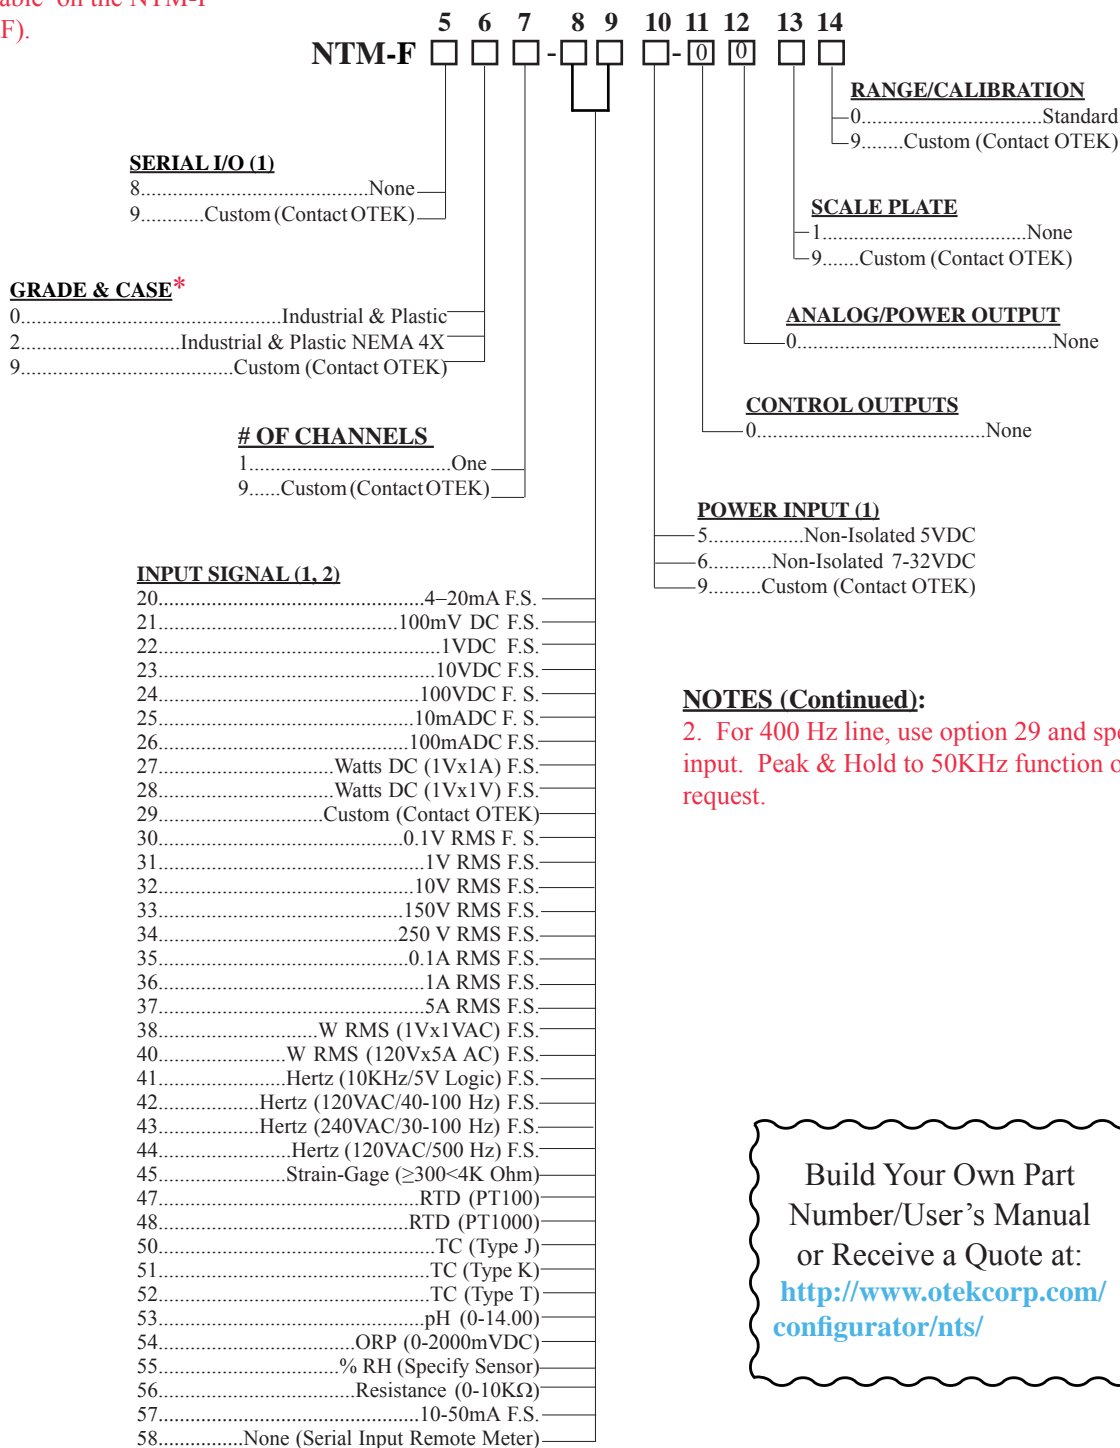 able on the NTM-F
F).
5 6 7 8 9 10 11 12 13 14
NTM-F - - 0 0
RANGE/CALIBRATION
0..................................Standard
9........Custom (Contact OTEK)
SERIAL I/O (1)
8...........................................None
9............Custom (Contact OTEK)
SCALE PLATE
1.......................................None
9.......Custom (Contact OTEK)
GRADE & CASE*
0.................................................Industrial & Plastic
2..............................Industrial & Plastic NEMA 4X
9........................................Custom (Contact OTEK)
ANALOG/POWER OUTPUT
0................................................None
CONTROL OUTPUTS
0............................................None
# OF CHANNELS
1......................................One
9......Custom (Contact OTEK)
POWER INPUT (1)
5..................Non-Isolated 5VDC
6............Non-Isolated 7-32VDC
9..........Custom (Contact OTEK)
INPUT SIGNAL (1, 2)
20..................................................4–20mA F.S.
21.............................................100mV DC F.S.
22.....................................................1VDC F.S.
23....................................................10VDC F.S.
24.................................................100VDC F. S.
25................................................10mADC F. S.
26...............................................100mADC F.S.
27.................................Watts DC (1Vx1A) F.S.
28.................................Watts DC (1Vx1V) F.S.
29...............................Custom (Contact OTEK)
30..............................................0.1V RMS F. S.
31..................................................1V RMS F.S.
32................................................10V RMS F.S.
33..............................................150V RMS F.S.
34.............................................250 V RMS F.S.
35...............................................0.1A RMS F.S.
36..................................................1A RMS F.S.
37..................................................5A RMS F.S.
38..............................W RMS (1Vx1VAC) F.S.
40........................W RMS (120Vx5A AC) F.S.
41........................Hertz (10KHz/5V Logic) F.S.
42...................Hertz (120VAC/40-100 Hz) F.S.
43...................Hertz (240VAC/30-100 Hz) F.S.
44.........................Hertz (120VAC/500 Hz) F.S.
45........................Strain-Gage (≥300<4K Ohm)
47.................................................RTD (PT100)
48...............................................RTD (PT1000)
50....................................................TC (Type J)
51...................................................TC (Type K)
52...................................................TC (Type T)
53..................................................pH (0-14.00)
54.....................................ORP (0-2000mVDC)
55..................................% RH (Specify Sensor)
56.....................................Resistance (0-10KΩ)
57.................................................10-50mA F.S.
58................None (Serial Input Remote Meter)
NOTES (Continued):
2. For 400 Hz line, use option 29 and spe
input. Peak & Hold to 50KHz function o
request.
Build Your Own Part
Number/User’s Manual
or Receive a Quote at:
http://www.otekcorp.com/
configurator/nts/